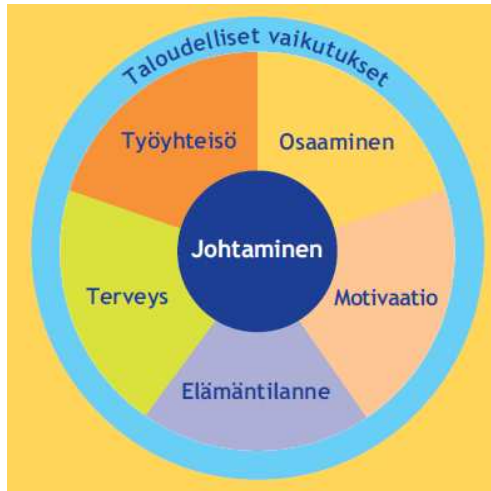 Taloudelliset vaikutukset
Työyhteisö
Osaaminen
Johtaminen
Terveys
Motivaatio
Elämäntilanne